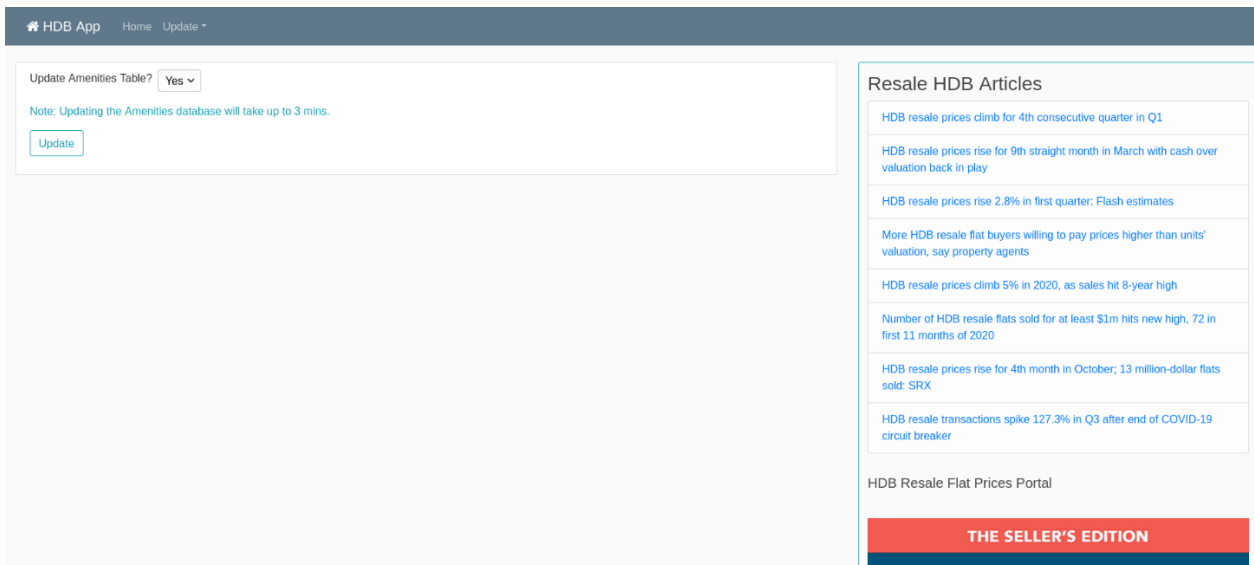 HDB App Home Update
Update Amenities Table? Yes
Note: Updating the Amenities database will take up to 3 mins.
Update
Resale HDB Articles
HDB resale prices climb for 4th consecutive quarter in Q1
HDB resale prices rise for 9th straight month in March with cash over
valuation back in play
HDB resale prices rise 2.8% in first quarter: Flash estimates
More HDB resale flat buyers willing to pay prices higher than units'
valuation, say property agents
HDB resale prices climb 5% in 2020, as sales hit 8-year high
Number of HDB resale flats sold for at least $1m hits new high, 72 in
first 11 months of 2020
HDB resale prices rise for 4th month in October; 13 million-dollar flats
sold: SRX
HDB resale transactions spike 127.3% in Q3 after end of COVID-19
circuit breaker
HDB Resale Flat Prices Portal
THE SELLER'S EDITION